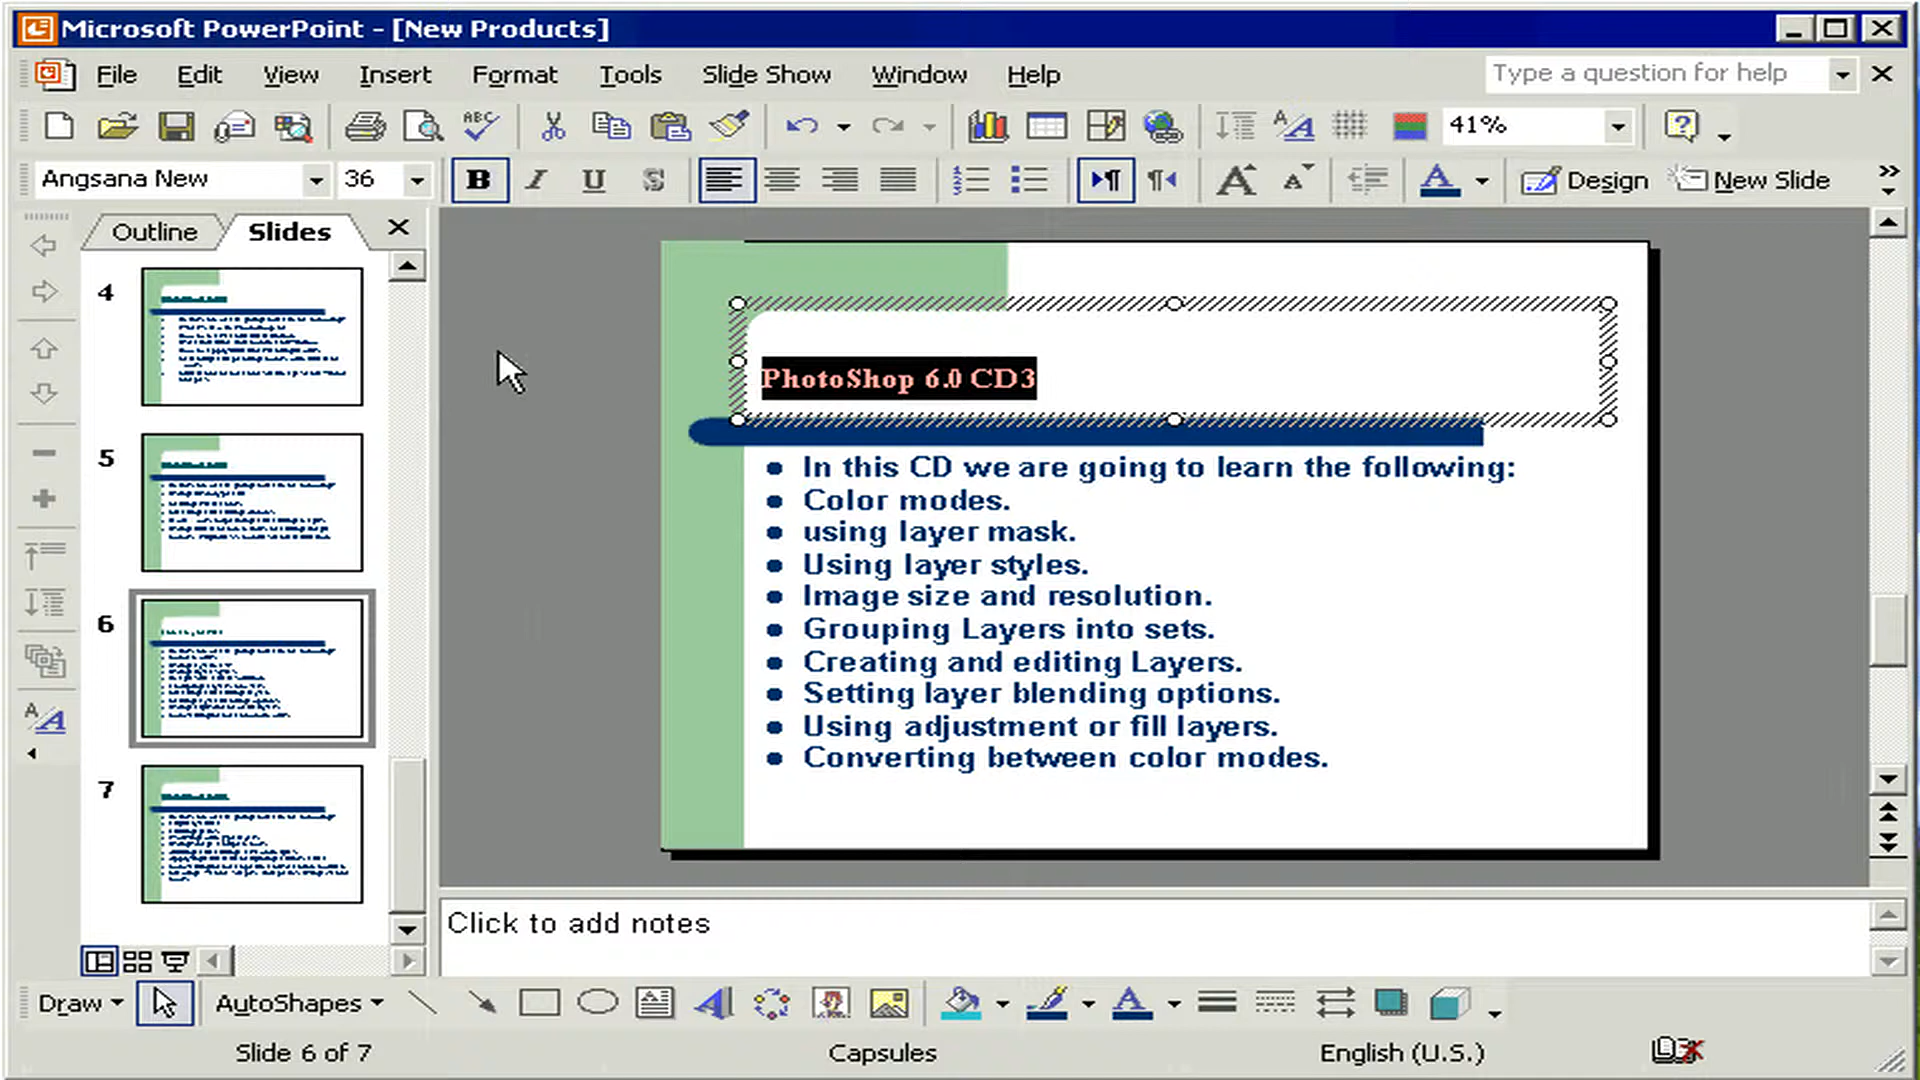 Microsoft PowerPoint - [New Products]
File Edit View Insert Format Tools Slide Show Window Help Type a question for help
41%
Angsana New 36 B I U S Design New Slide
Outline Slides
4
5
6
7
PhotoShop 6.0 CD3
In this CD we are going to learn the following:
Color modes.
using layer mask.
Using layer styles.
Image size and resolution.
Grouping Layers into sets.
Creating and editing Layers.
Setting layer blending options.
Using adjustment or fill layers.
Converting between color modes.
Click to add notes
Draw AutoShapes
Slide 6 of 7 Capsules English (U.S.)